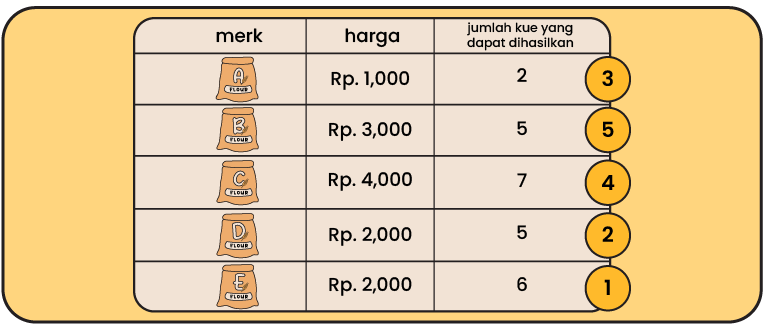 merk harga jumlah kue yang
dapat dihasilkan
A
FLOUR
Rp. 1,000 2 3
B
FLOUR
Rp. 3,000 5 5
C
FLOUR
Rp. 4,000 7 4
D
FLOUR
Rp. 2,000 5 2
E
FLOUR
Rp. 2,000 6 1